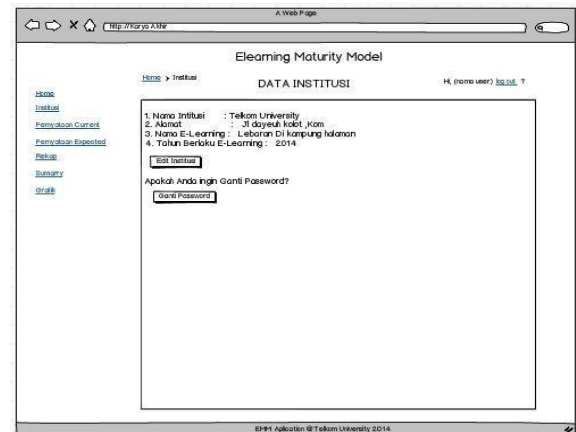 A Web Page
http://Karya Akhir
Elearning Maturity Model
Home > Institusi
Hi, (nama user) log out ?
DATA INSTITUSI
Home
Institusi
Pernyataan Current
Pernyataan Expected
Rekap
Sumarry
Grafik
1. Nama Intitusi : Telkom University
2. Alamat : Jl dayeuh kolot ,Kom
3. Nama E-Learning : Lebaran Di kampung halaman
4. Tahun Berlaku E-Learning : 2014
Edit Institusi
Apakah Anda ingin Ganti Password?
Ganti Password
EMM Aplication @ Telkom University 2014